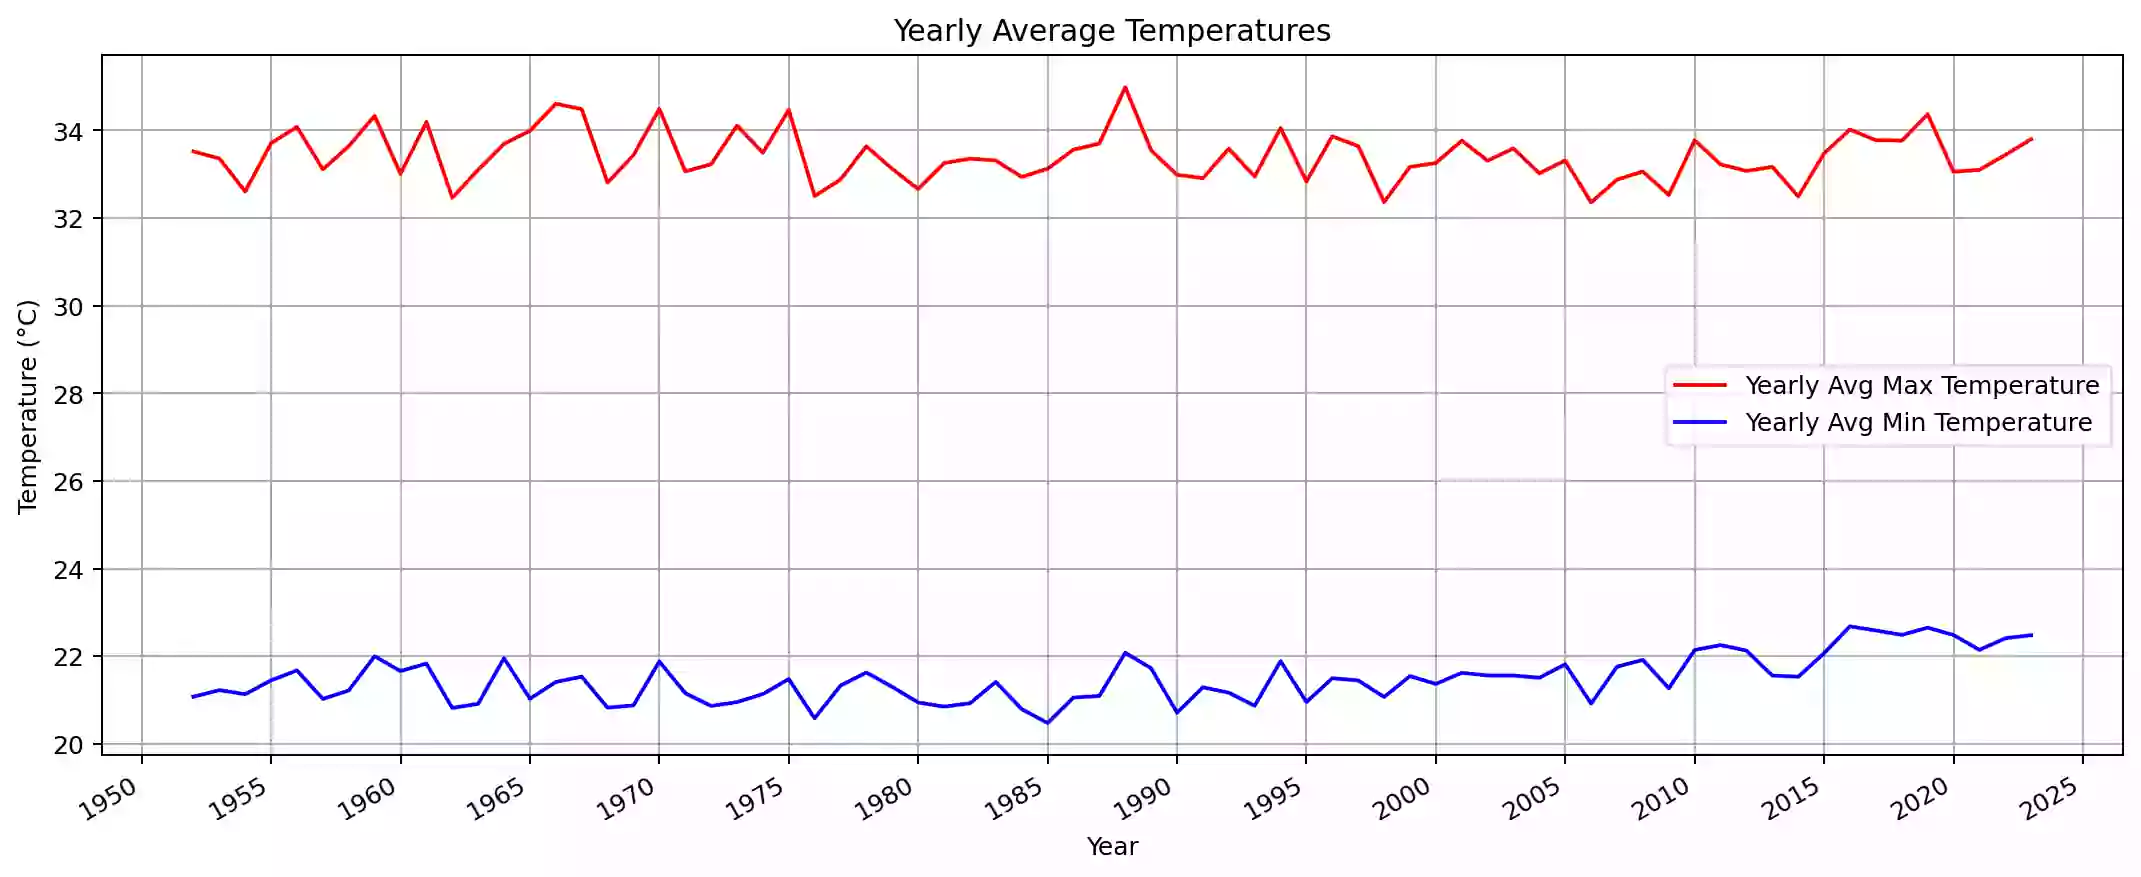 Yearly Average Temperatures
Temperature (°C)
34
32
30
28
26
24
22
20
Yearly Avg Max Temperature
Yearly Avg Min Temperature
1950 1955 1960 1965 1970 1975 1980 1985 1990 1995 2000 2005 2010 2015 2020 2025
Year